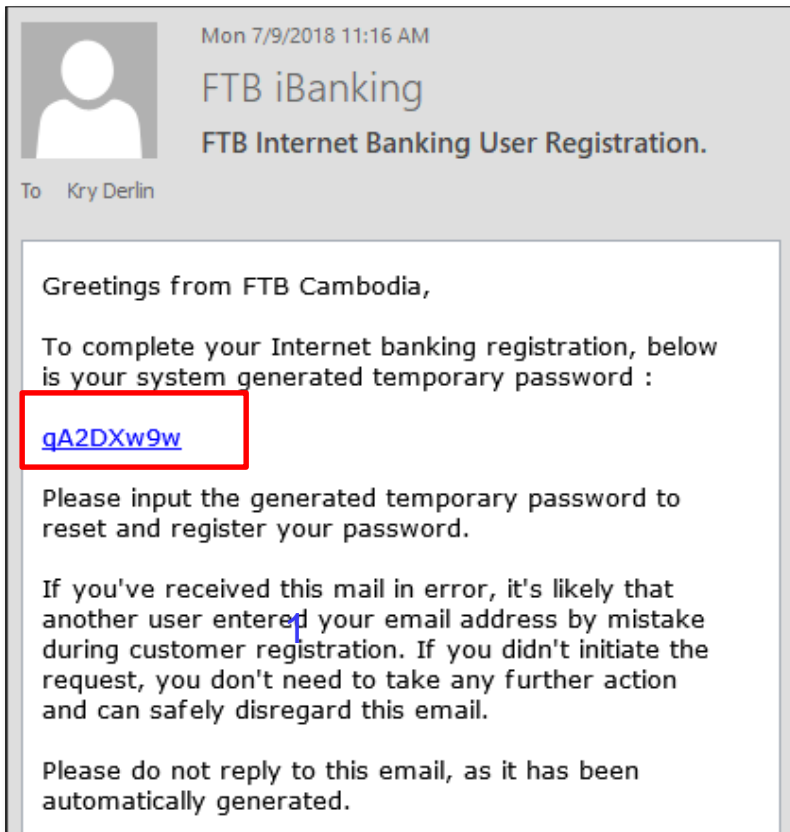 Mon 7/9/2018 11:16 AM
FTB iBanking
FTB Internet Banking User Registration.
To Kry Derlin
Greetings from FTB Cambodia,
To complete your Internet banking registration, below
is your system generated temporary password :
qA2DXw9w
Please input the generated temporary password to
reset and register your password.
If you've received this mail in error, it's likely that
another user entered your email address by mistake
1
during customer registration. If you didn't initiate the
request, you don't need to take any further action
and can safely disregard this email.
Please do not reply to this email, as it has been
automatically generated.